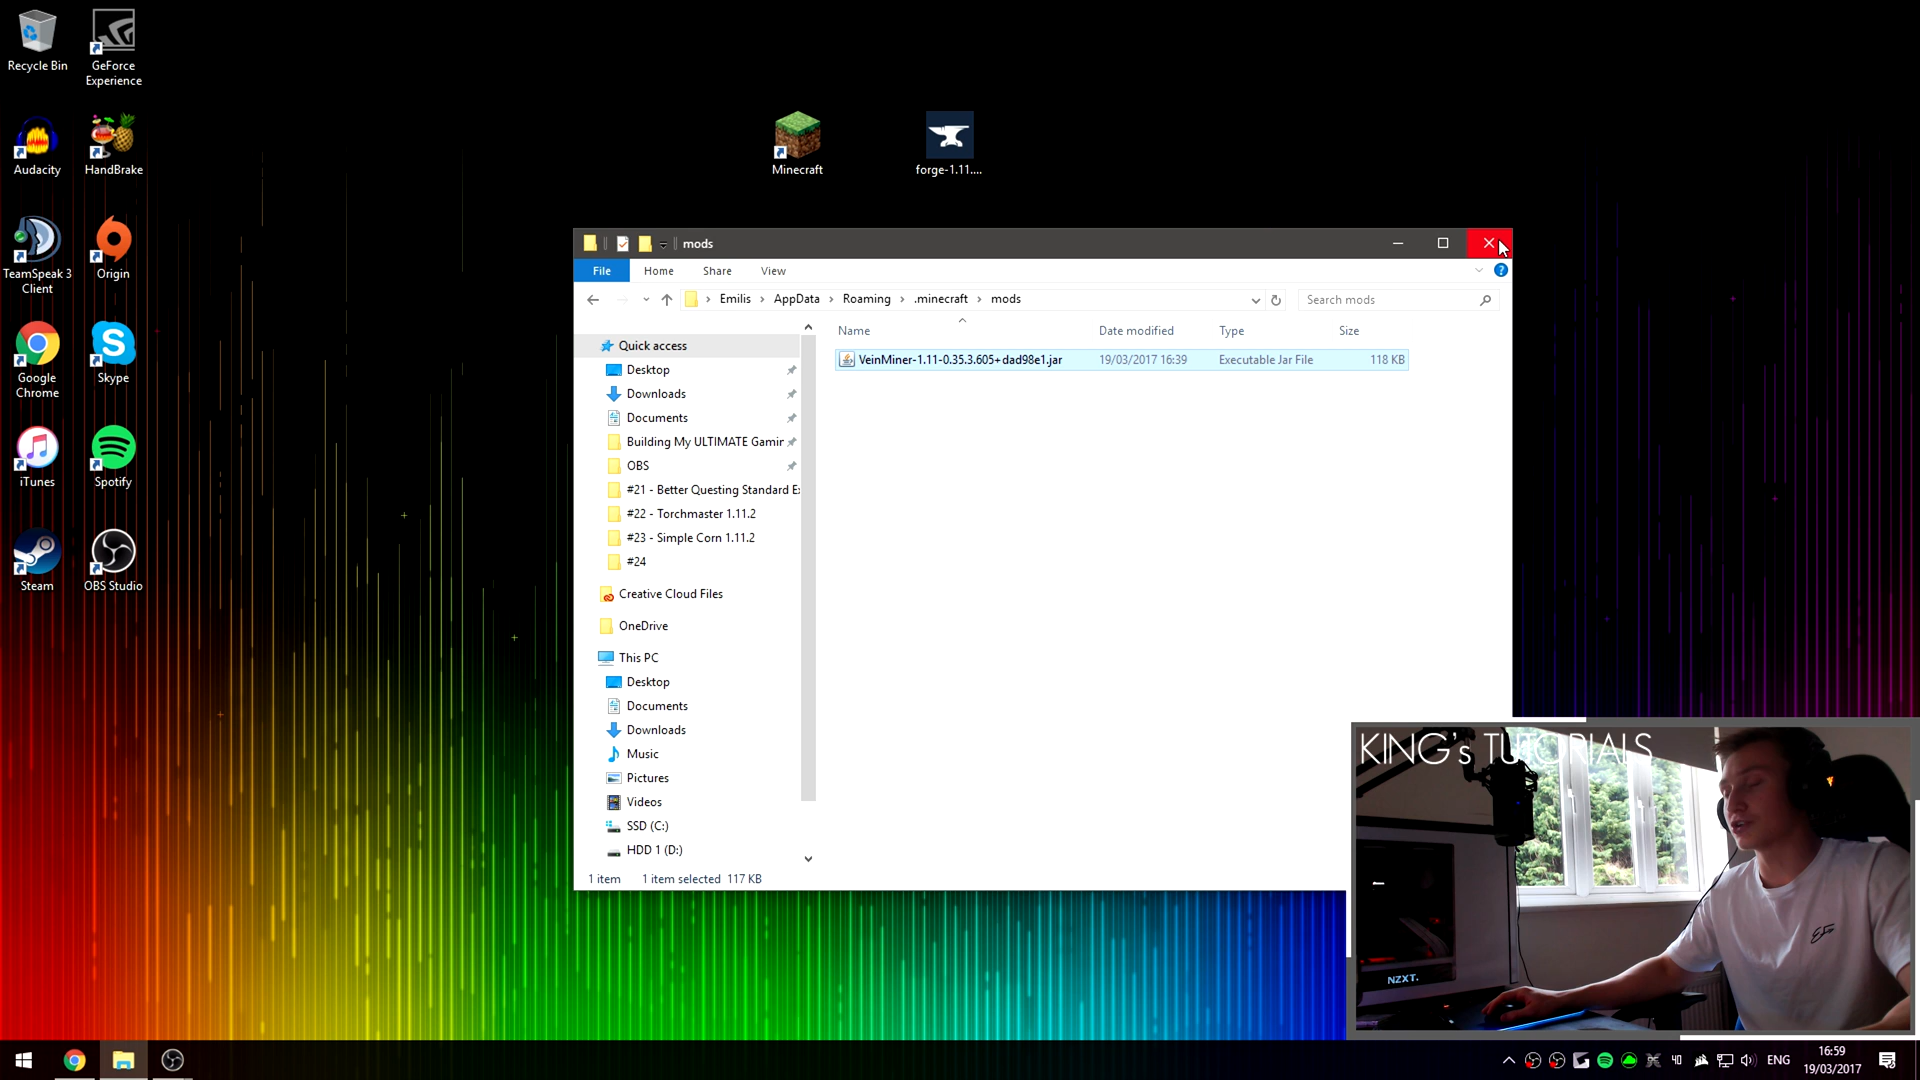 Recycle Bin
GeForce
Experience
Audacity
HandBrake
TeamSpeak 3
Client
Origin
Google
Chrome
Skype
iTunes
Spotify
Steam
OBS Studio
Minecraft
forge-1.11....
mods
File
Home
Share
View
Emilis
AppData
Roaming
.minecraft
mods
Search mods
Name
Date modified
Type
Size
VeinMiner-1.11-0.35.3.605+dad98e1.jar
19/03/2017 16:39
Executable Jar File
118 KB
Quick access
Desktop
Downloads
Documents
Building My ULTIMATE Gamin
OBS
#21 - Better Questing Standard Ex
#22 - Torchmaster 1.11.2
#23 - Simple Corn 1.11.2
#24
Creative Cloud Files
OneDrive
This PC
Desktop
Documents
Downloads
Music
Pictures
Videos
SSD (C:)
HDD 1 (D:)
1 item
1 item selected 117 KB
KING's TUTORIALS
NZXT.
40
ENG
16:59
19/03/2017